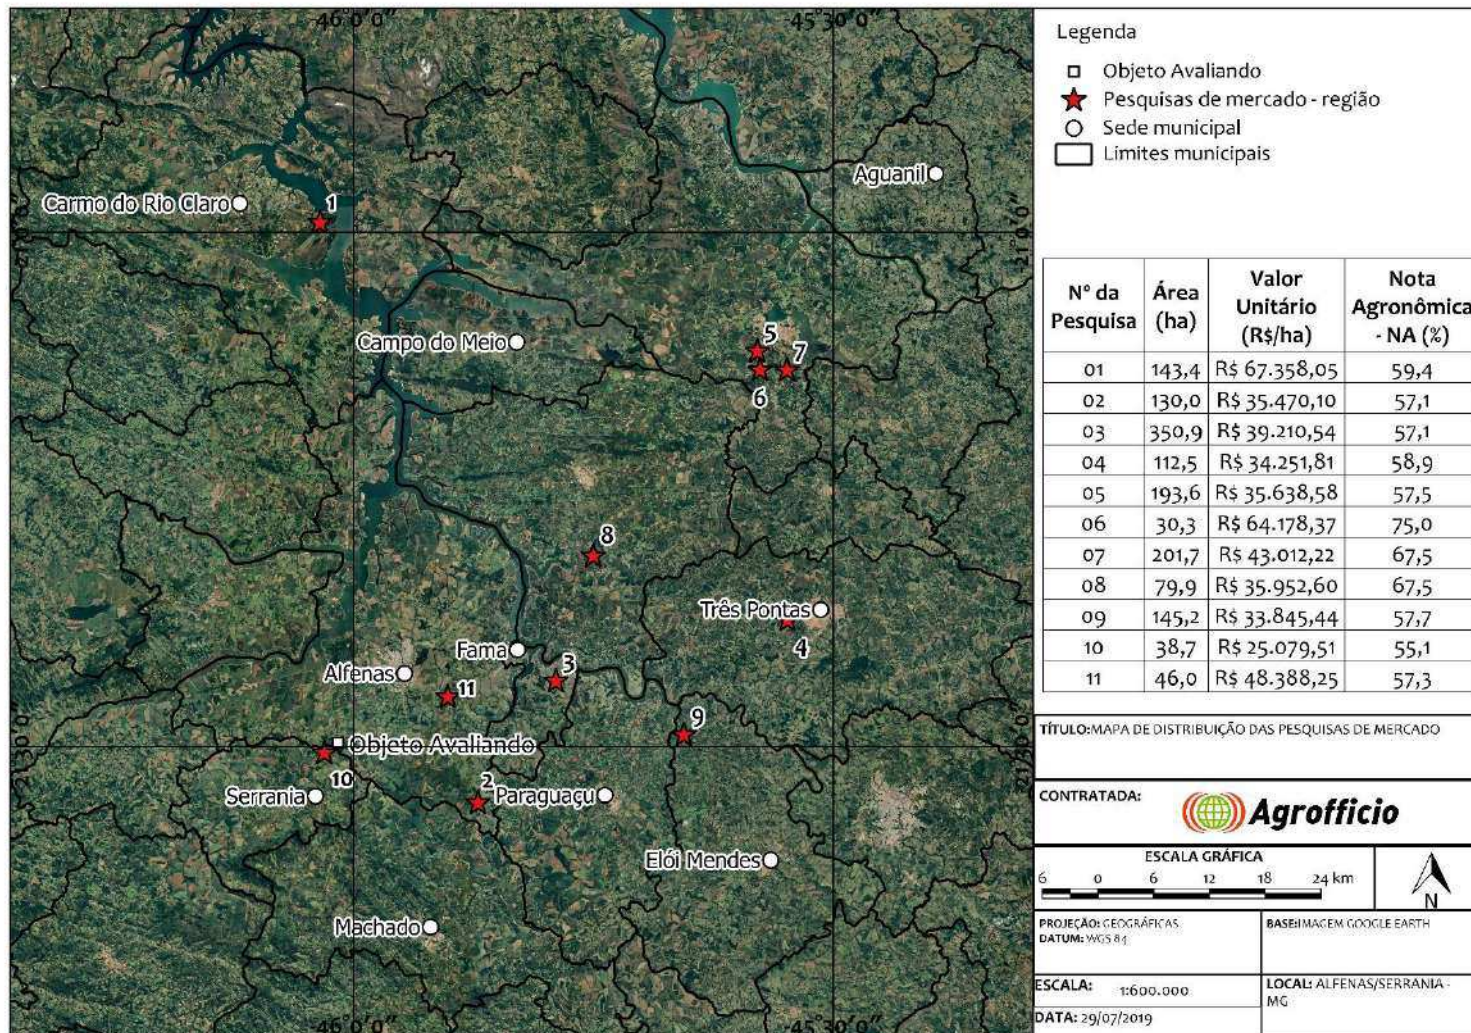 46°0'0"
45°30'0"
Aguanil
Carmo do Rio Claro
1
21°0'0"
Campo do Meio
5
7
6
8
Três Pontas
4
Fama
3
Alfenas
11
9
Objeto Avaliando
21°30'0"
10
2
Serrania
Paraguaçu
Elói Mendes
Machado
46°0'0"
-45°30'0"
Legenda
Objeto Avaliando
Pesquisas de mercado - região
Sede municipal
Limites municipais
N° da Pesquisa Área (ha) Valor Unitário (R$/ha) Nota Agronômica - NA (%)
01 143,4 R$ 67.358,05 59,4
02 130,0 R$ 35.470,10 57,1
03 350,9 R$ 39.210,54 57,1
04 112,5 R$ 34.251,81 58,9
05 193,6 R$ 35.638,58 57,5
06 30,3 R$ 64.178,37 75,0
07 201,7 R$ 43.012,22 67,5
08 79,9 R$ 35.952,60 67,5
09 145,2 R$ 33.845,44 57,7
10 38,7 R$ 25.079,51 55,1
11 46,0 R$ 48.388,25 57,3
TÍTULO:MAPA DE DISTRIBUIÇÃO DAS PESQUISAS DE MERCADO
CONTRATADA:
Agrofficio
ESCALA GRÁFICA
6 0 6 12 18 24 km
N
PROJEÇÃO: GEOGRÁFICAS
DATUM: WGS 84
BASE:IMAGEM GOOGLE EARTH
ESCALA: 1:600.000
DATA: 29/07/2019
LOCAL: ALFENAS/SERRANIA -
MG